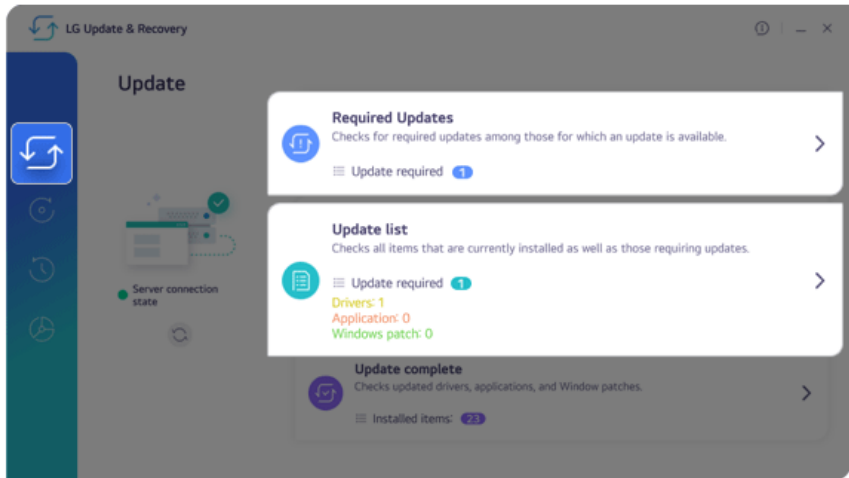 LG Update & Recovery
Update
Required Updates
Checks for required updates among those for which an update is available.
Update required 1
Update list
Checks all items that are currently installed as well as those requiring updates.
Update required 1
Drivers: 1
Application: 0
Windows patch: 0
Server connection
state
Update complete
Checks updated drivers, applications, and Window patches.
Installed items: 23